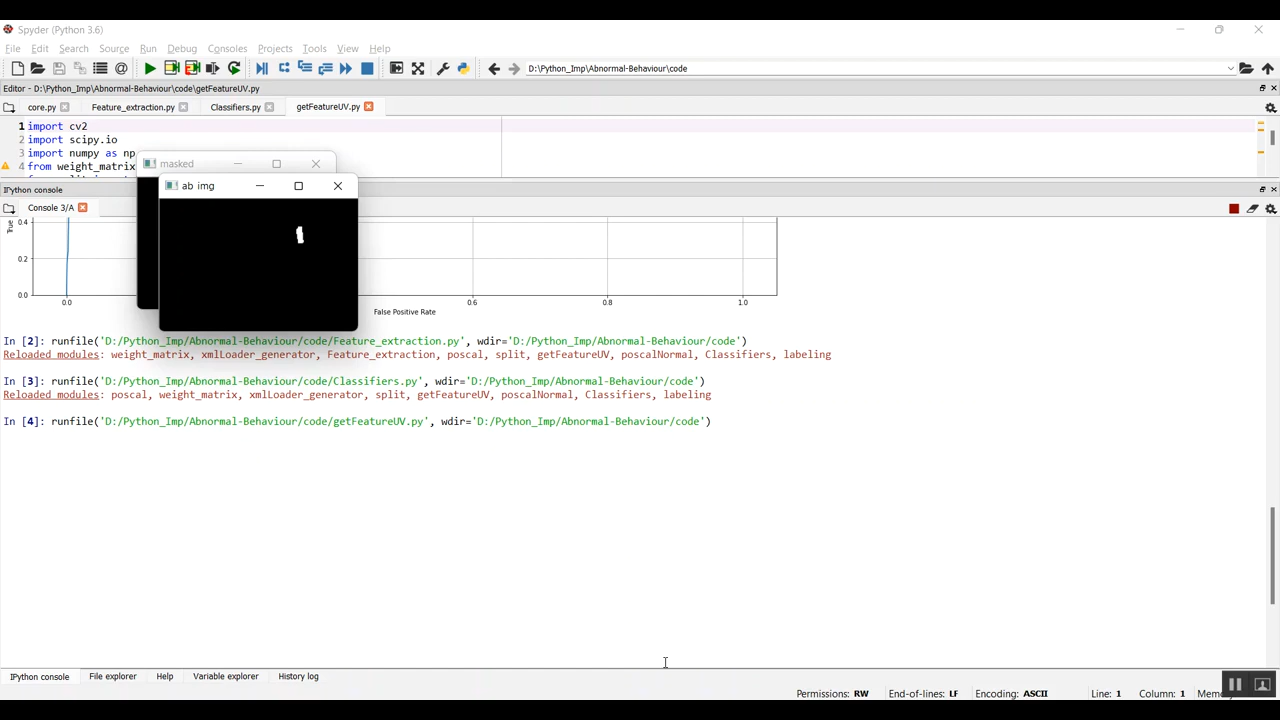 Spyder (Python 3.6)
File Edit Search Source Run Debug Consoles Projects Tools View Help
D:\Python_Imp\Abnormal-Behaviour\code
Editor - D:\Python_Imp\Abnormal-Behaviour\code\getFeatureUV.py
core.py Feature_extraction.py Classifiers.py getFeatureUV.py
1 import cv2
2 import scipy.io
3 import numpy as np
4 from weight_matrix
masked
ab img
IPython console
Console 3/A
True
0.4
0.2
0.0
0.0 0.6 0.8 1.0
False Positive Rate
In [2]: runfile('D:/Python_Imp/Abnormal-Behaviour/code/Feature_extraction.py', wdir='D:/Python_Imp/Abnormal-Behaviour/code')
Reloaded modules: weight_matrix, xmlLoader_generator, Feature_extraction, poscal, split, getFeatureUV, poscalNormal, Classifiers, labeling
In [3]: runfile('D:/Python_Imp/Abnormal-Behaviour/code/Classifiers.py', wdir='D:/Python_Imp/Abnormal-Behaviour/code')
Reloaded modules: poscal, weight_matrix, xmlLoader_generator, split, getFeatureUV, poscalNormal, Classifiers, labeling
In [4]: runfile('D:/Python_Imp/Abnormal-Behaviour/code/getFeatureUV.py', wdir='D:/Python_Imp/Abnormal-Behaviour/code')
IPython console File explorer Help Variable explorer History log
Permissions: RW End-of-lines: LF Encoding: ASCII Line: 1 Column: 1